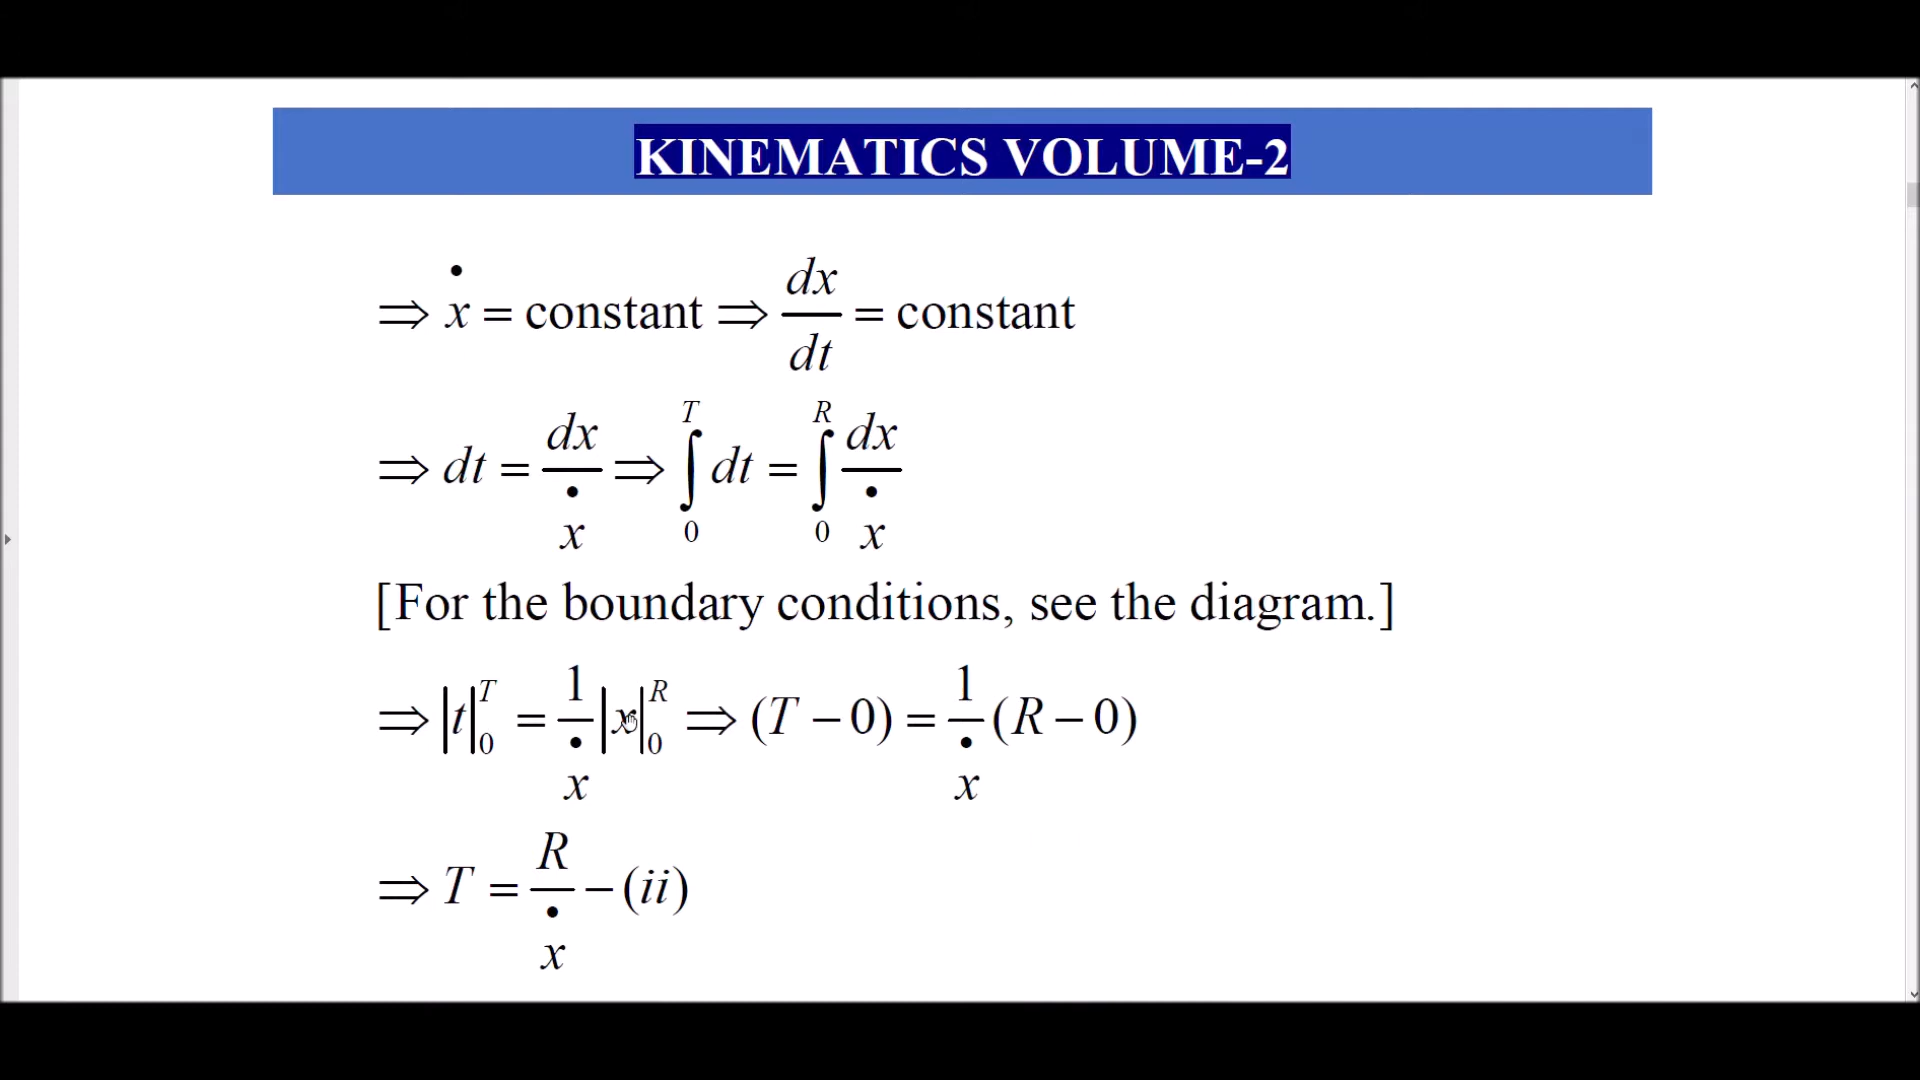 KINEMATICS VOLUME-2
⇒ ẋ = constant ⇒ dx/dt = constant
⇒ dt = dx/ẋ ⇒ ∫₀ᵀ dt = ∫₀ᴿ dx/ẋ
[For the boundary conditions, see the diagram.]
⇒ |t|₀ᵀ = 1/ẋ |x|₀ᴿ ⇒ (T − 0) = 1/ẋ (R − 0)
⇒ T = R/ẋ − (ii)